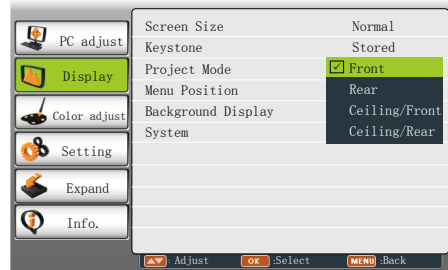 PC adjust
Display
Color adjust
Setting
Expand
Info.
Screen Size Normal
Keystone Stored
Project Mode Front
Menu Position Rear
Background Display Ceiling/Front
System Ceiling/Rear
: Adjust OK :Select MENU :Back